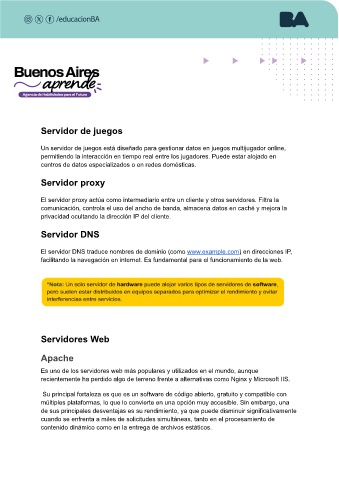 /educacionBA
BA
Buenos Aires
aprende
Agencia de Habilidades para el Futuro
Servidor de juegos
Un servidor de juegos está diseñado para gestionar datos en juegos multijugador online,
permitiendo la interacción en tiempo real entre los jugadores. Puede estar alojado en
centros de datos especializados o en redes domésticas.
Servidor proxy
El servidor proxy actúa como intermediario entre un cliente y otros servidores. Filtra la
comunicación, controla el uso del ancho de banda, almacena datos en caché y mejora la
privacidad ocultando la dirección IP del cliente.
Servidor DNS
El servidor DNS traduce nombres de dominio (como www.example.com) en direcciones IP,
facilitando la navegación en internet. Es fundamental para el funcionamiento de la web.
*Nota: Un solo servidor de hardware puede alojar varios tipos de servidores de software,
pero suelen estar distribuidos en equipos separados para optimizar el rendimiento y evitar
interferencias entre servicios.
Servidores Web
Apache
Es uno de los servidores web más populares y utilizados en el mundo, aunque
recientemente ha perdido algo de terreno frente a alternativas como Nginx y Microsoft IIS.
Su principal fortaleza es que es un software de código abierto, gratuito y compatible con
múltiples plataformas, lo que lo convierte en una opción muy accesible. Sin embargo, una
de sus principales desventajas es su rendimiento, ya que puede disminuir significativamente
cuando se enfrenta a miles de solicitudes simultáneas, tanto en el procesamiento de
contenido dinámico como en la entrega de archivos estáticos.